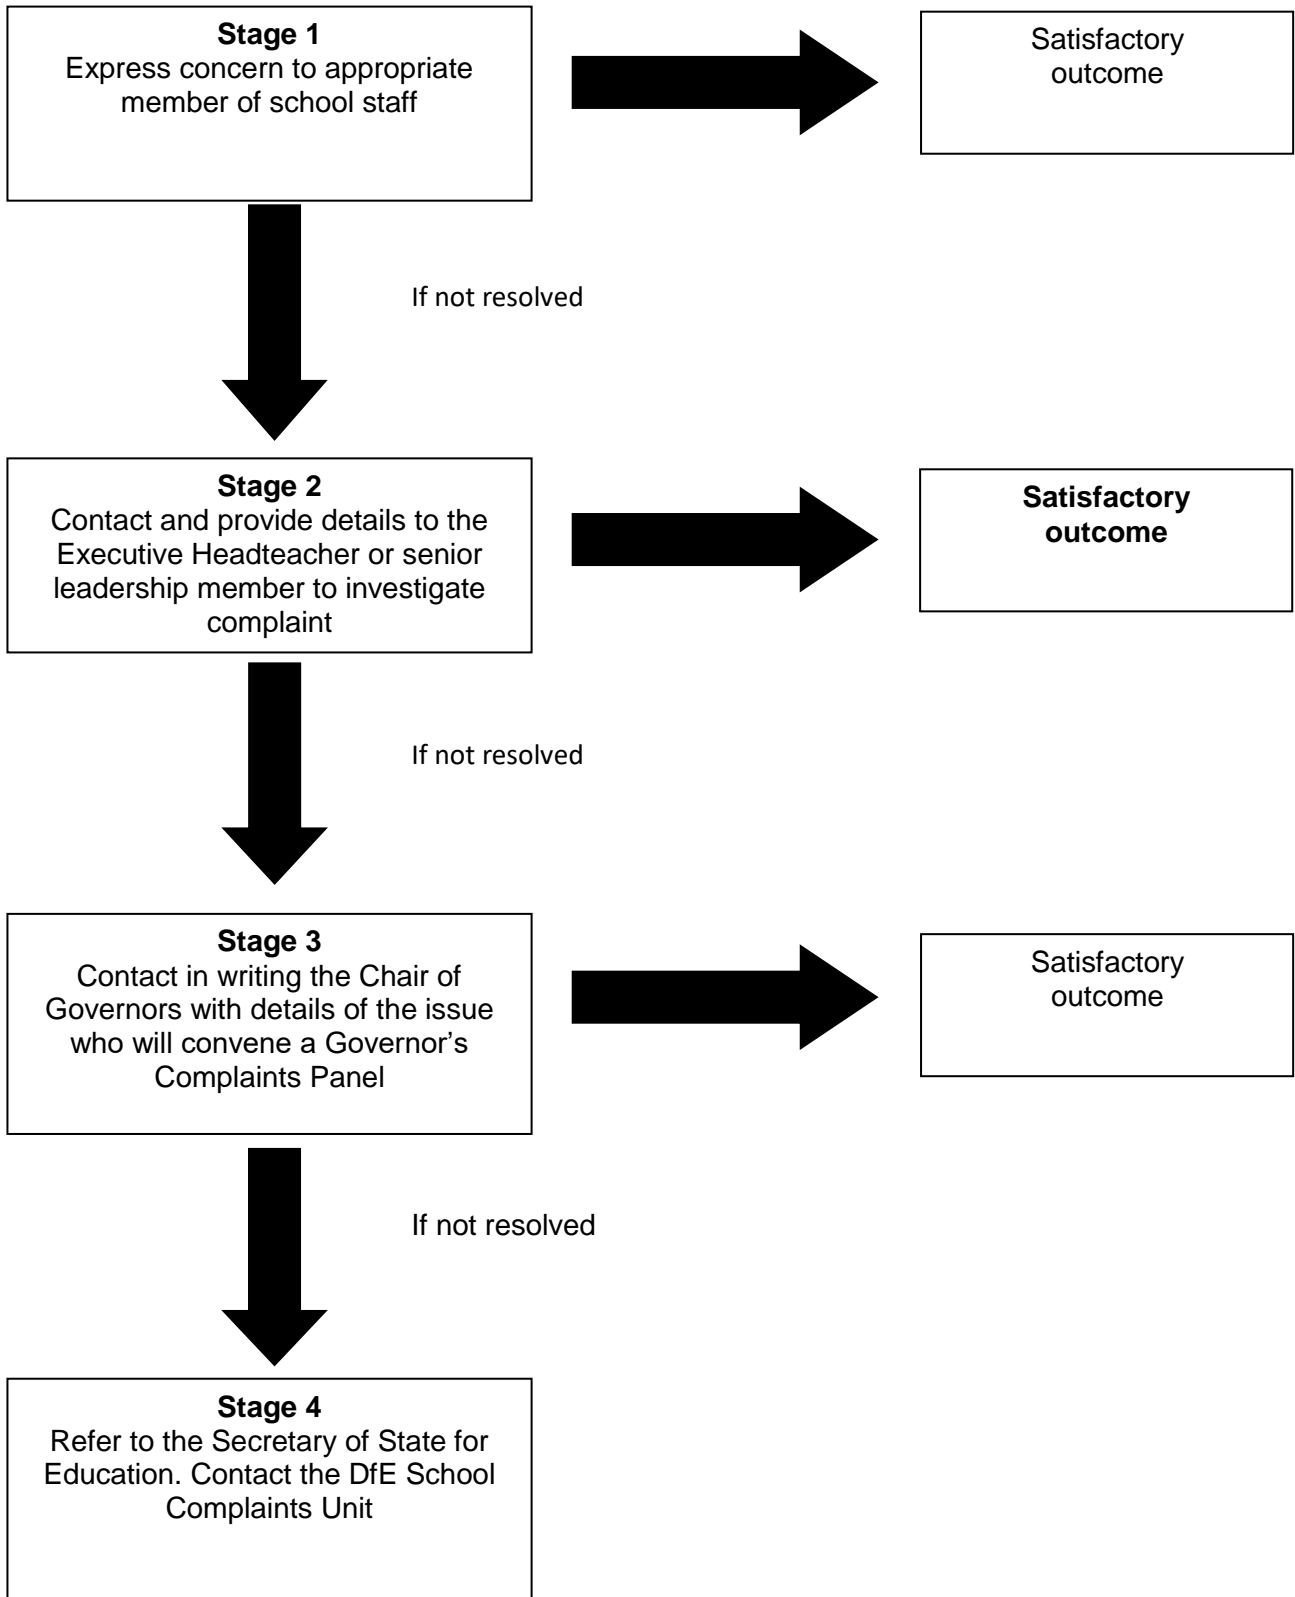 Stage 1
Express concern to appropriate
member of school staff
Satisfactory
outcome
If not resolved
Stage 2
Contact and provide details to the
Executive Headteacher or senior
leadership member to investigate
complaint
Satisfactory
outcome
If not resolved
Stage 3
Contact in writing the Chair of
Governors with details of the issue
who will convene a Governor’s
Complaints Panel
Satisfactory
outcome
If not resolved
Stage 4
Refer to the Secretary of State for
Education. Contact the DfE School
Complaints Unit